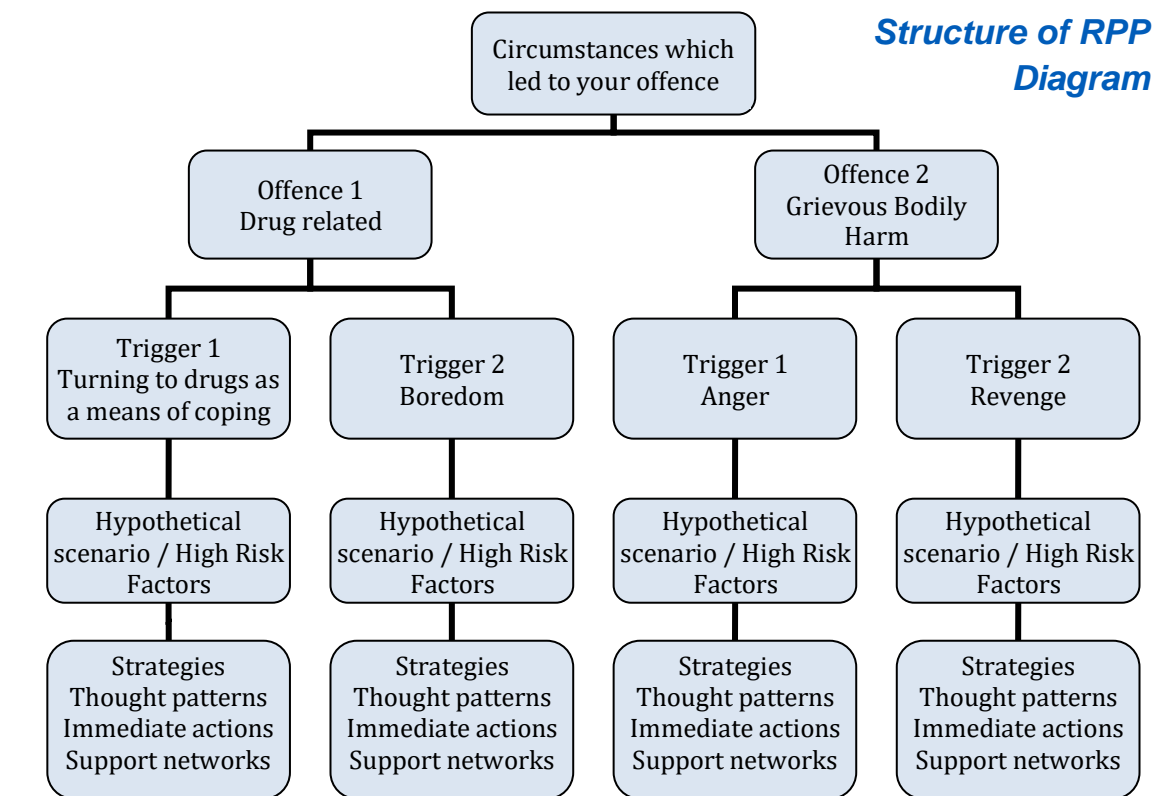 Structure of RPP
Diagram
Circumstances which
led to your offence
Offence 1
Drug related
Offence 2
Grievous Bodily
Harm
Trigger 1
Turning to drugs as
a means of coping
Trigger 2
Boredom
Trigger 1
Anger
Trigger 2
Revenge
Hypothetical
scenario / High Risk
Factors
Hypothetical
scenario / High Risk
Factors
Hypothetical
scenario / High Risk
Factors
Hypothetical
scenario / High Risk
Factors
Strategies
Thought patterns
Immediate actions
Support networks
Strategies
Thought patterns
Immediate actions
Support networks
Strategies
Thought patterns
Immediate actions
Support networks
Strategies
Thought patterns
Immediate actions
Support networks